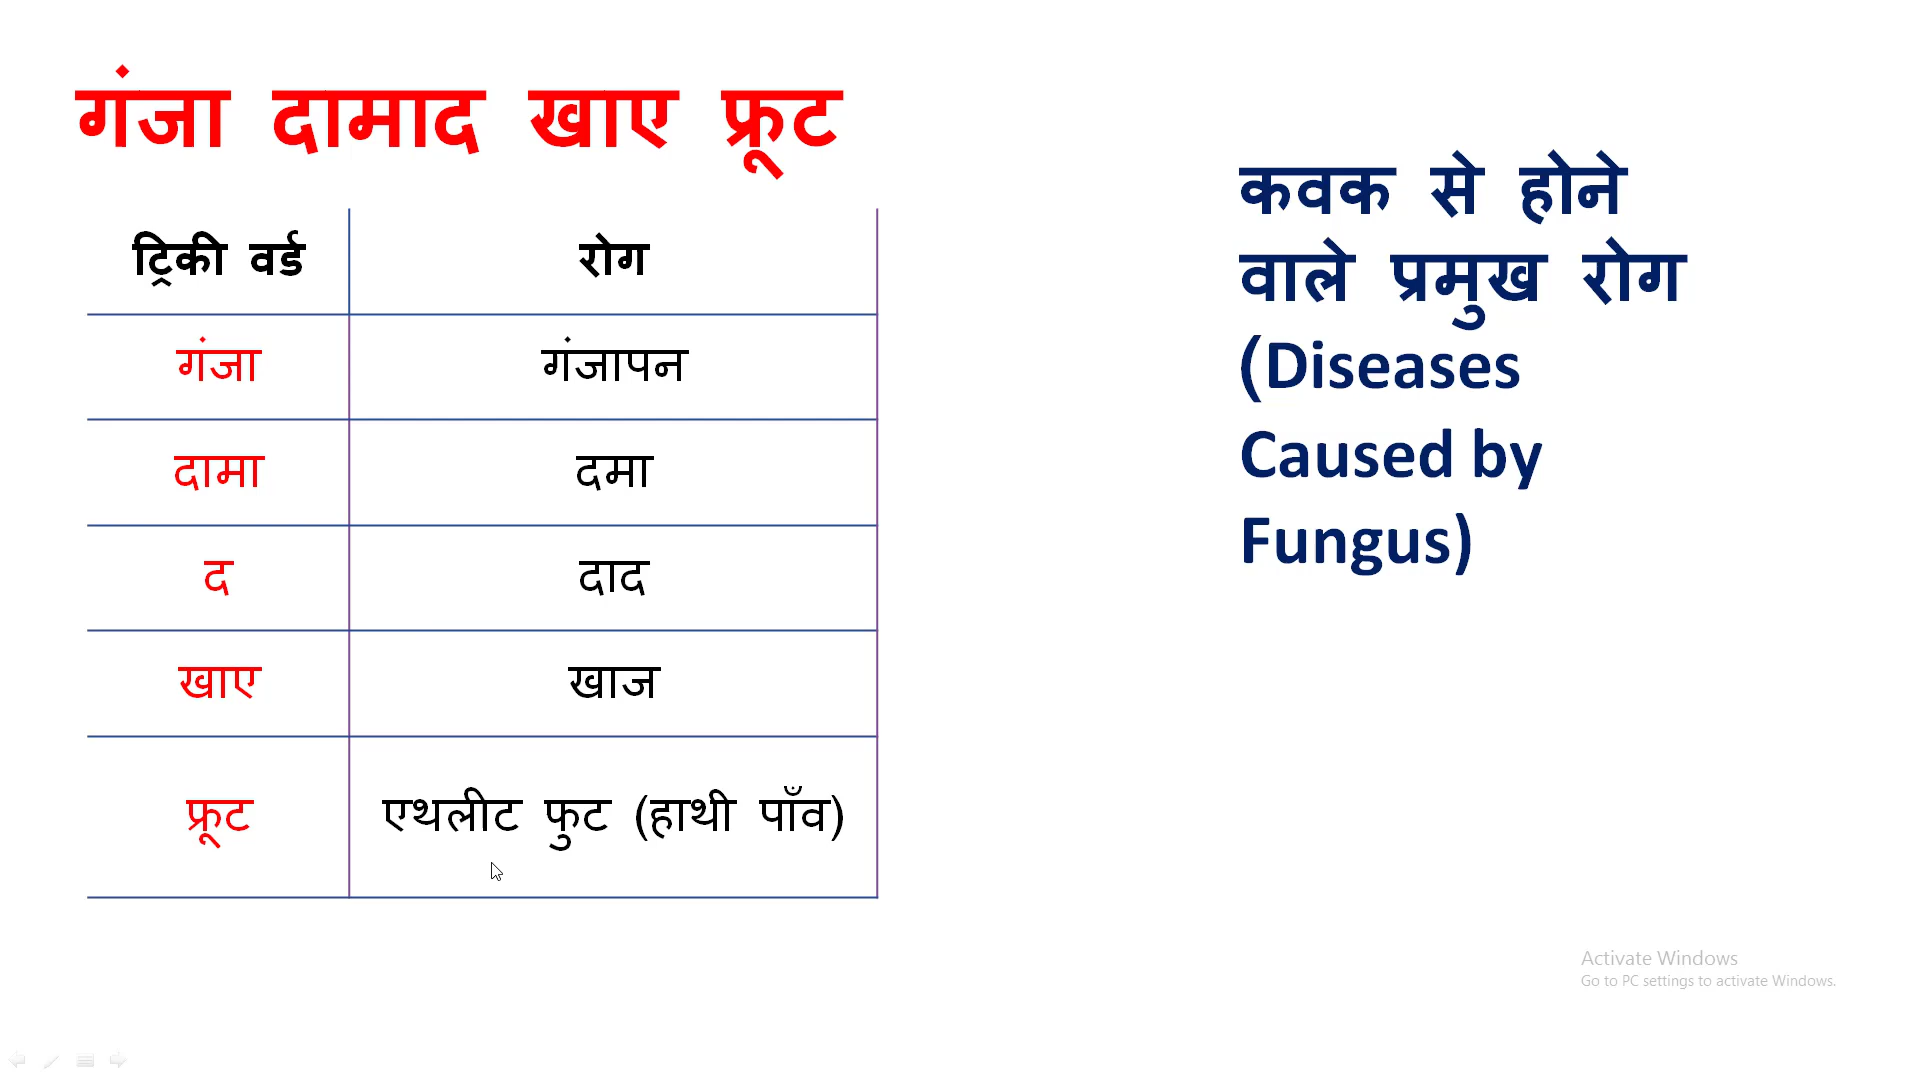 गंजा दामाद खाए फ्रूट
ट्रिकी वर्ड रोग
गंजा गंजापन
दामा दमा
द दाद
खाए खाज
फ्रूट एथलीट फुट (हाथी पाँव)
कवक से होने
वाले प्रमुख रोग
(Diseases
Caused by
Fungus)
Activate Windows
Go to PC settings to activate Windows.